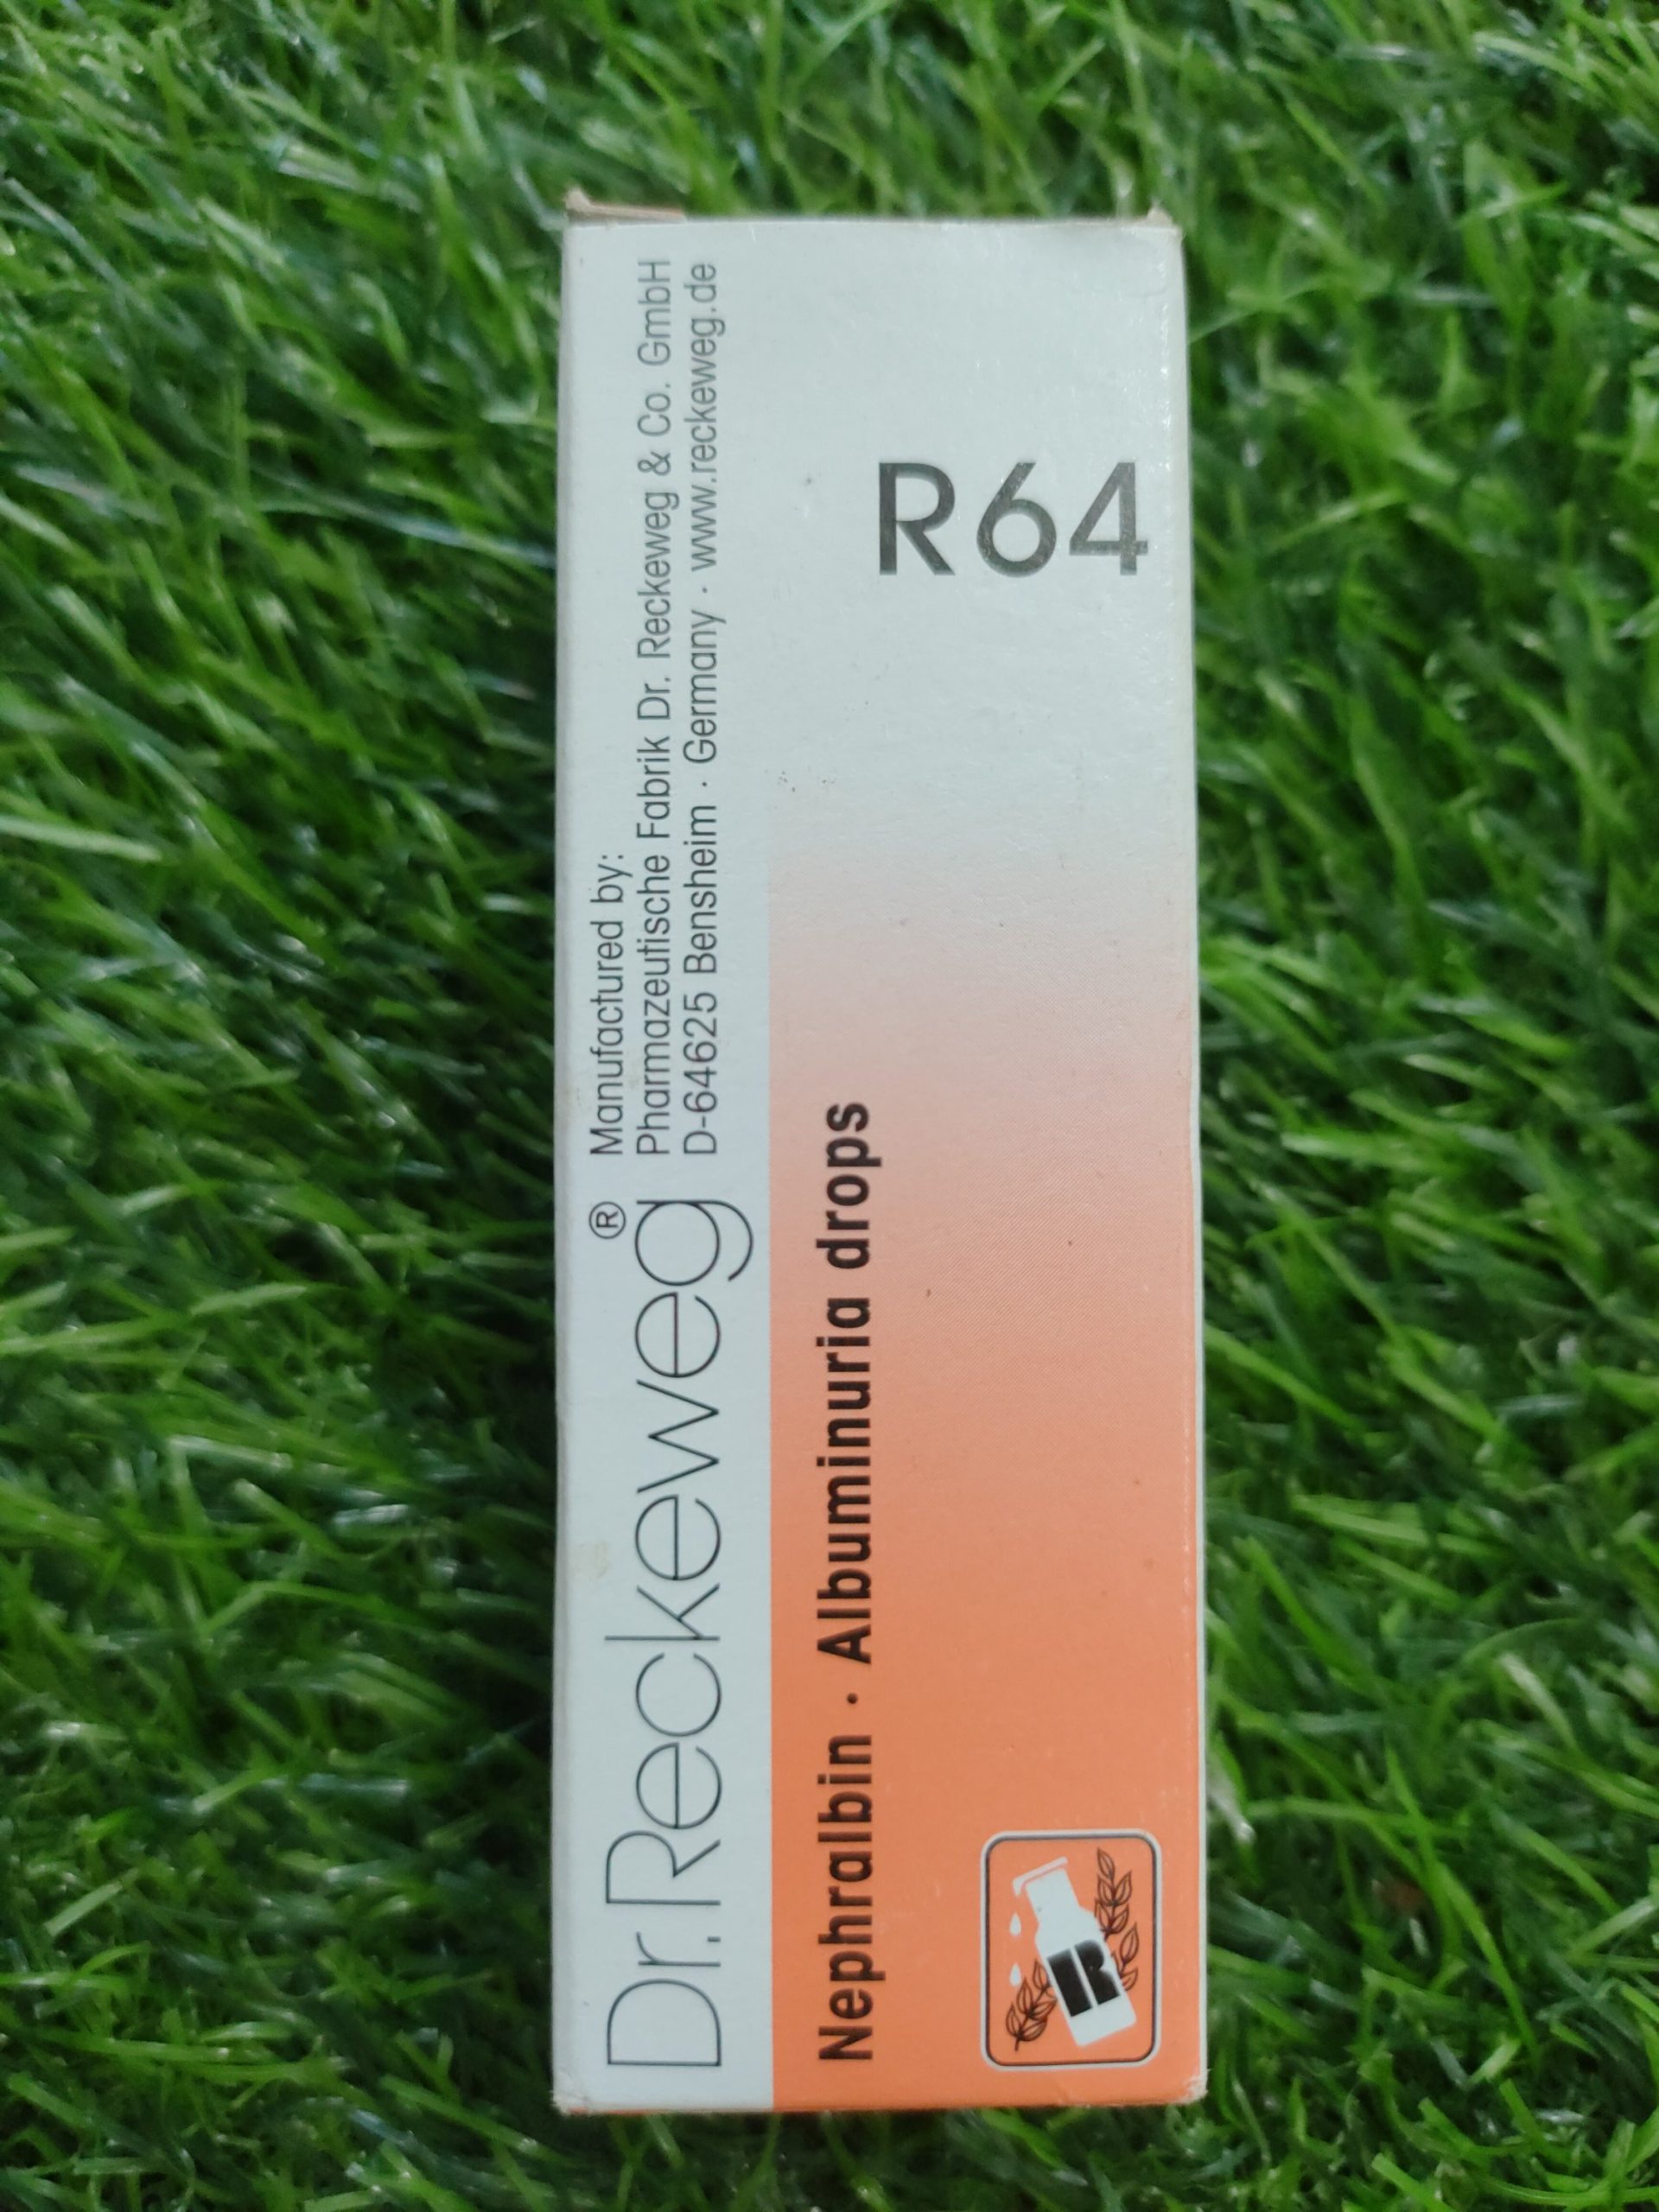 Dr.Reckeweg®
Manufactured by:
Pharmazeutische Fabrik Dr. Reckeweg & Co. GmbH
D-64625 Bensheim · Germany · www.reckeweg.de
Nephralbin · Albuminuria drops
R64
R